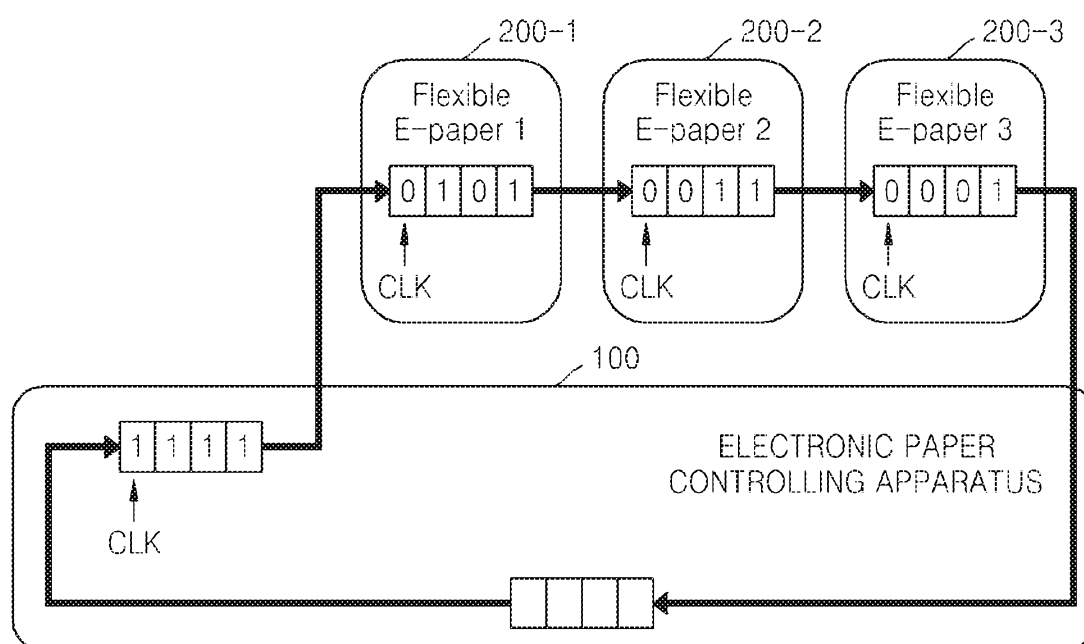 200-1
200-2
200-3
Flexible
E-paper 1
Flexible
E-paper 2
Flexible
E-paper 3
0 1 0 1
0 0 1 1
0 0 0 1
CLK
CLK
CLK
100
1 1 1 1
ELECTRONIC PAPER
CONTROLLING APPARATUS
CLK